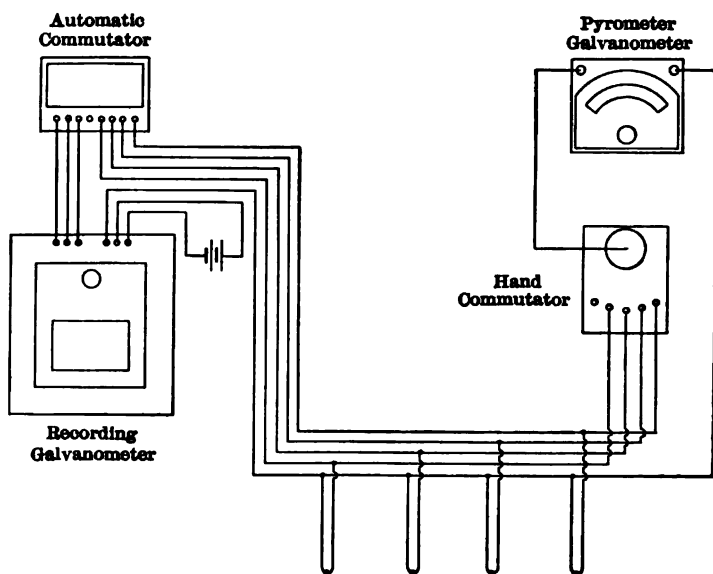 Automatic
Commutator
Pyrometer
Galvanometer
Hand
Commutator
Recording
Galvanometer